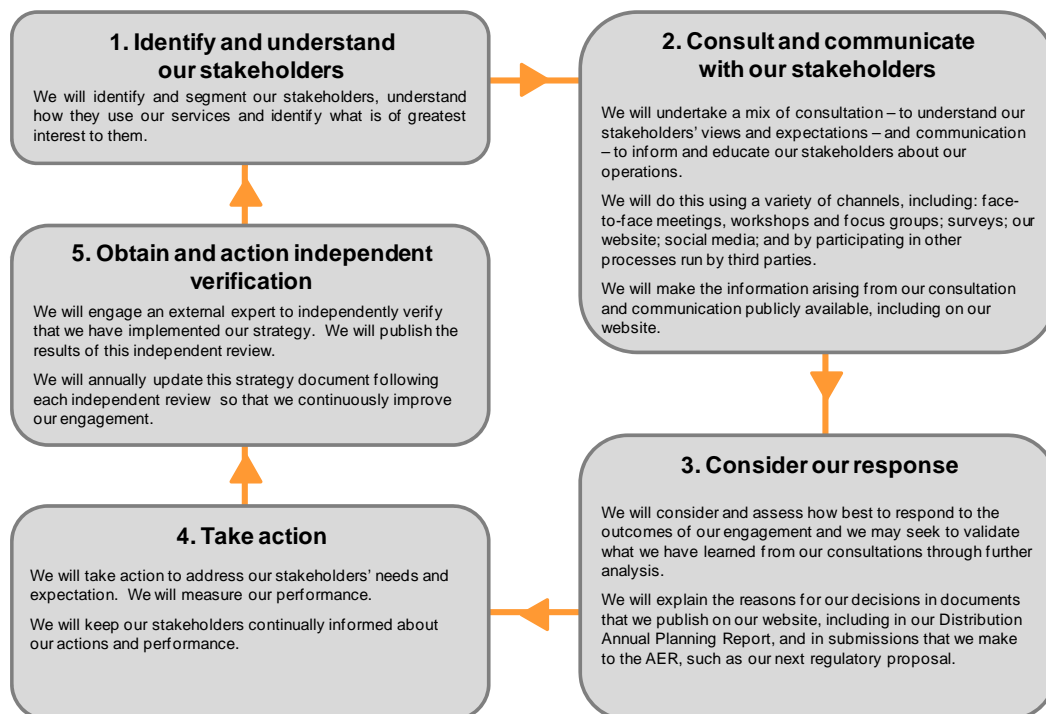 1. Identify and understand
our stakeholders
We will identify and segment our stakeholders, understand
how they use our services and identify what is of greatest
interest to them.
2. Consult and communicate
with our stakeholders
We will undertake a mix of consultation – to understand our
stakeholders' views and expectations – and communication
– to inform and educate our stakeholders about our
operations.
We will do this using a variety of channels, including: face-
to-face meetings, workshops and focus groups; surveys; our
website; social media; and by participating in other
processes run by third parties.
We will make the information arising from our consultation
and communication publicly available, including on our
website.
3. Consider our response
We will consider and assess how best to respond to the
outcomes of our engagement and we may seek to validate
what we have learned from our consultations through further
analysis.
We will explain the reasons for our decisions in documents
that we publish on our website, including in our Distribution
Annual Planning Report, and in submissions that we make
to the AER, such as our next regulatory proposal.
4. Take action
We will take action to address our stakeholders' needs and
expectation. We will measure our performance.
We will keep our stakeholders continually informed about
our actions and performance.
5. Obtain and action independent
verification
We will engage an external expert to independently verify
that we have implemented our strategy. We will publish the
results of this independent review.
We will annually update this strategy document following
each independent review so that we continuously improve
our engagement.